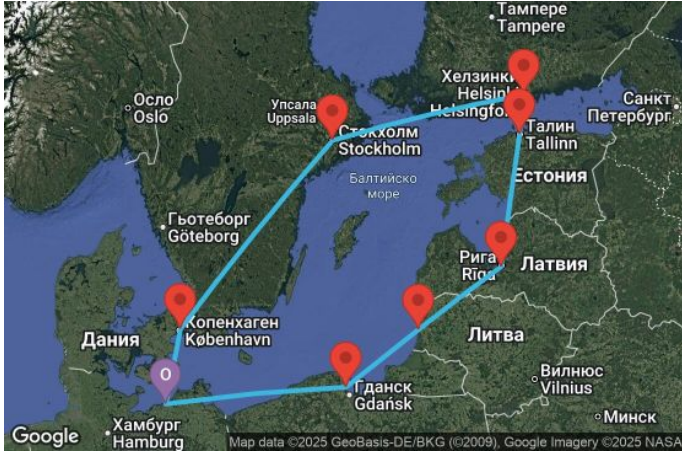 Тампере
Tampere
Хелзинки
Helsinki
Осло
Oslo
Упсала
Uppsala
Санкт
Петербург
Стокхолм
Stockholm
Талин
Tallinn
Балтийско
море
Естония
Гьотеборг
Göteborg
Рига
Rīga
Латвия
Копенхаген
København
Дания
Литва
Вилнюс
Vilnius
Гданск
Gdańsk
Минск
Хамбург
Hamburg
Google
Map data ©2025 GeoBasis-DE/BKG (©2009), Google Imagery ©2025 NASA
O